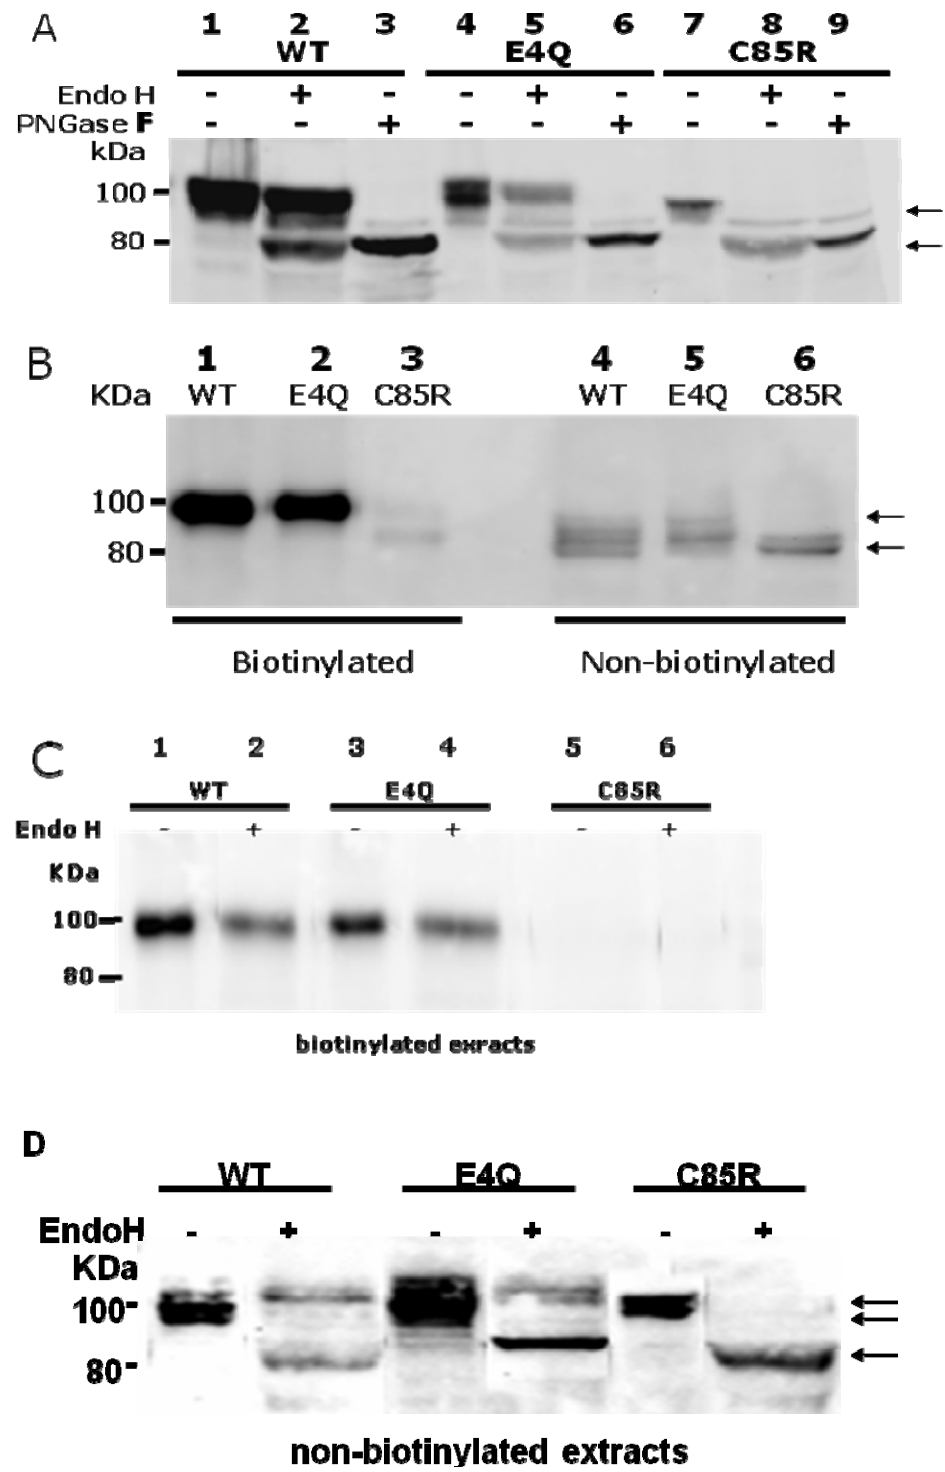 A
1 2 3 4 5 6 7 8 9
WT E4Q C85R
Endo H - + - - + - - + -
PNGase F - - + - - + - - +
kDa
100
80
B
1 2 3 4 5 6
KDa WT E4Q C85R WT E4Q C85R
100
80
Biotinylated Non-biotinylated
C
1 2 3 4 5 6
WT E4Q C85R
Endo H - + - + - +
KDa
100
80
biotinylated exracts
D
WT E4Q C85R
EndoH - + - + - +
KDa
100
80
non-biotinylated extracts